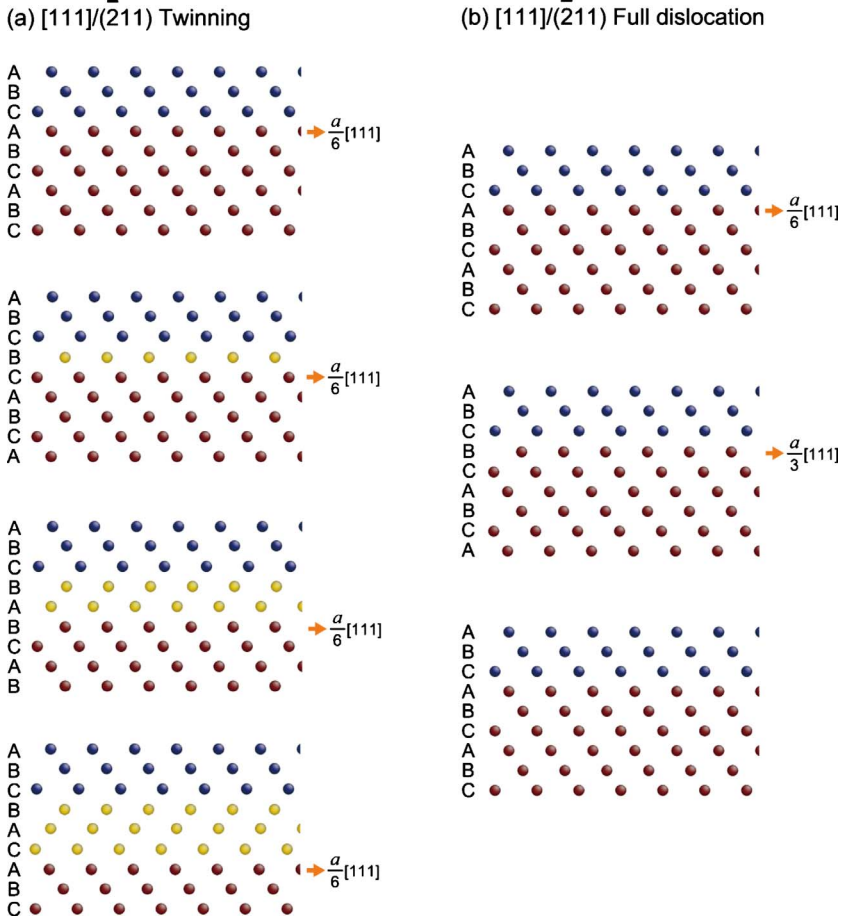 (a) [111]/(2̄11) Twinning
A
B
C
A a/6[111]
B
C
A
B
C
A
B
C
B
C a/6[111]
A
B
C
A
A
B
C
B
A
B a/6[111]
C
A
B
A
B
C
B
A
C
A a/6[111]
B
C
(b) [111]/(2̄11) Full dislocation
A
B
C
A a/6[111]
B
C
A
B
C
A
B
C
B a/3[111]
C
A
B
C
A
A
B
C
A
B
C
A
B
C